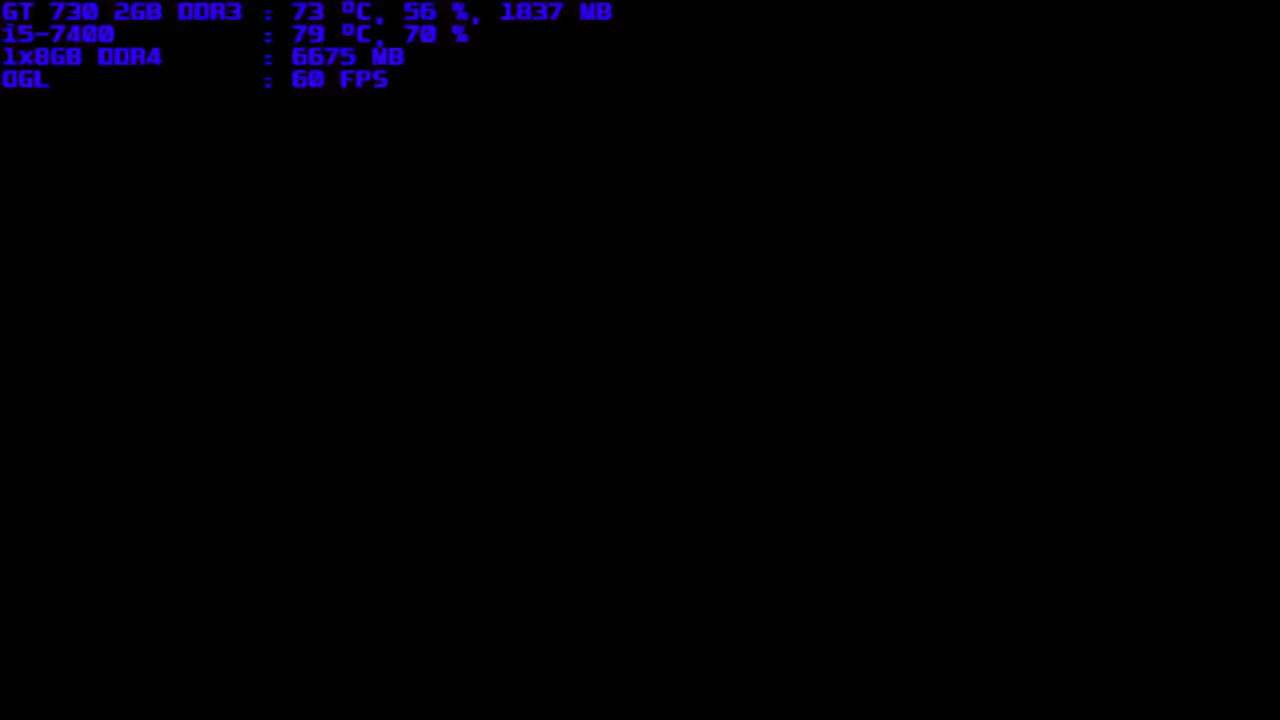 GT 730 2GB DDR3 : 73 ºC, 56 %, 1837 MB
i5-7400 : 79 ºC, 70 %
1x8GB DDR4 : 6675 MB
OGL : 60 FPS